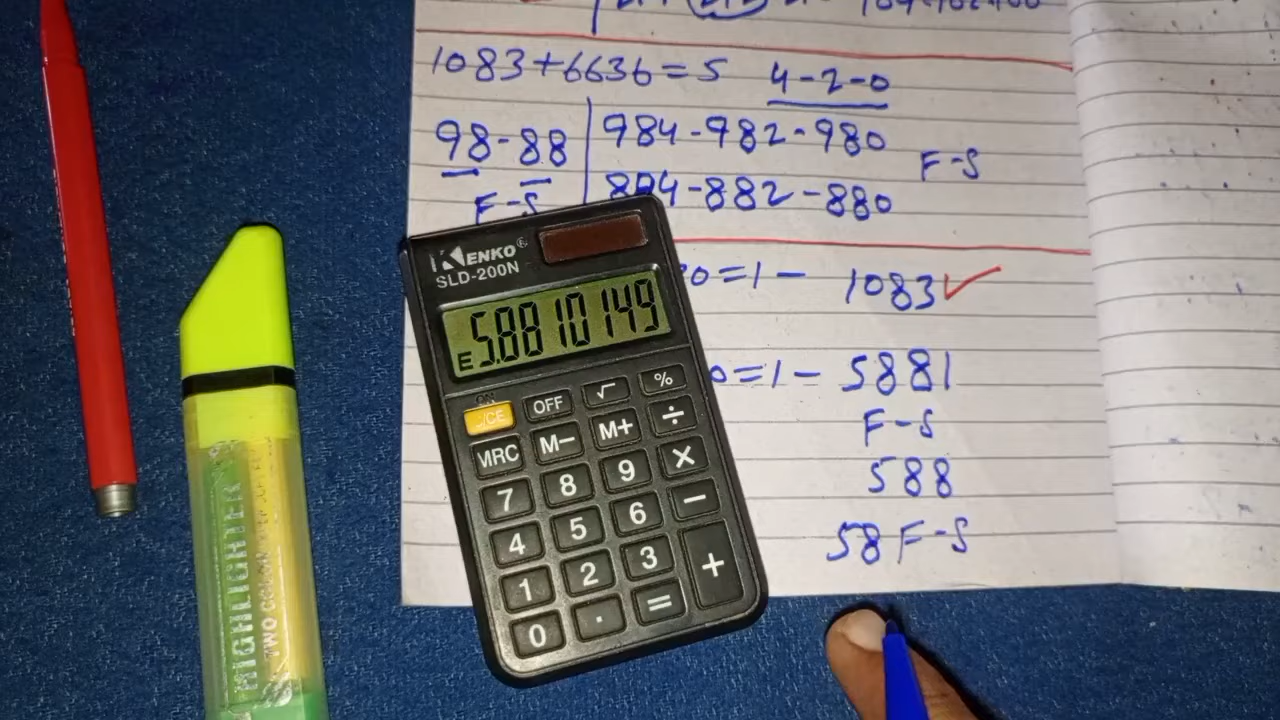 1083+6636=5 4-2-0
98-88 984-982-980 F-S
F-S 884-882-880
20=1- 1083✓
0=1- 5881
F-S
588
58 F-S
KENKO®
SLD-200N
E 5.8810149
ON
C/CE OFF √ %
MRC M− M+ ÷
7 8 9 ×
4 5 6 −
1 2 3 +
0 . =
HIGHLIGHTER
TWO COLOR